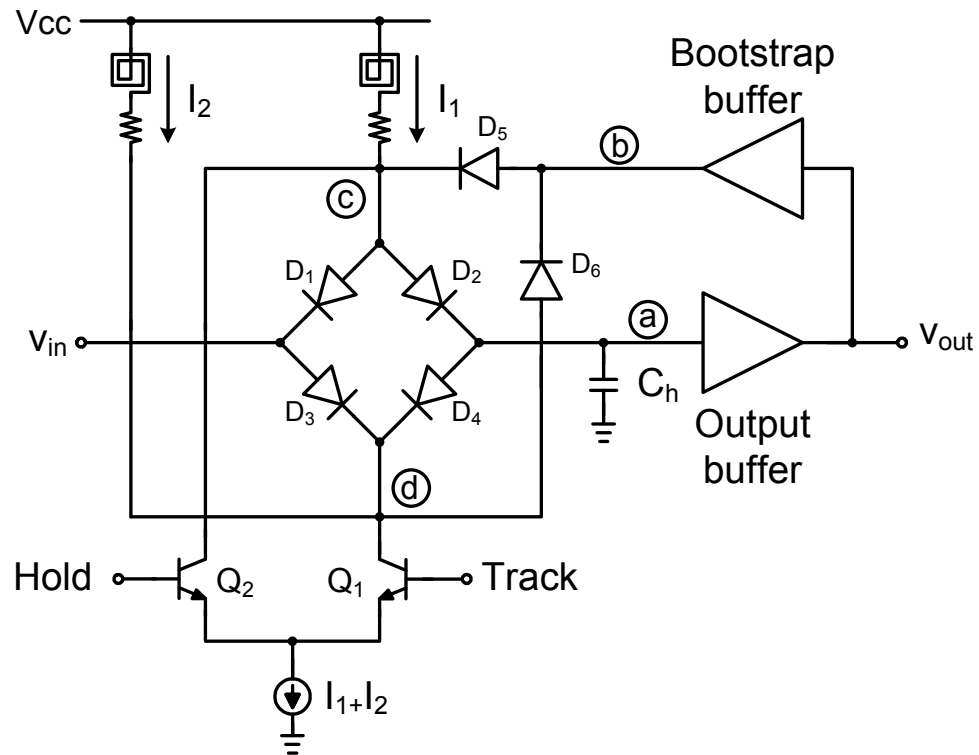 Vcc
I2
I1
D5
b
Bootstrap
buffer
c
D1
D2
D6
a
vin
vout
D3
D4
Ch
Output
buffer
d
Hold
Q2
Q1
Track
I1+I2